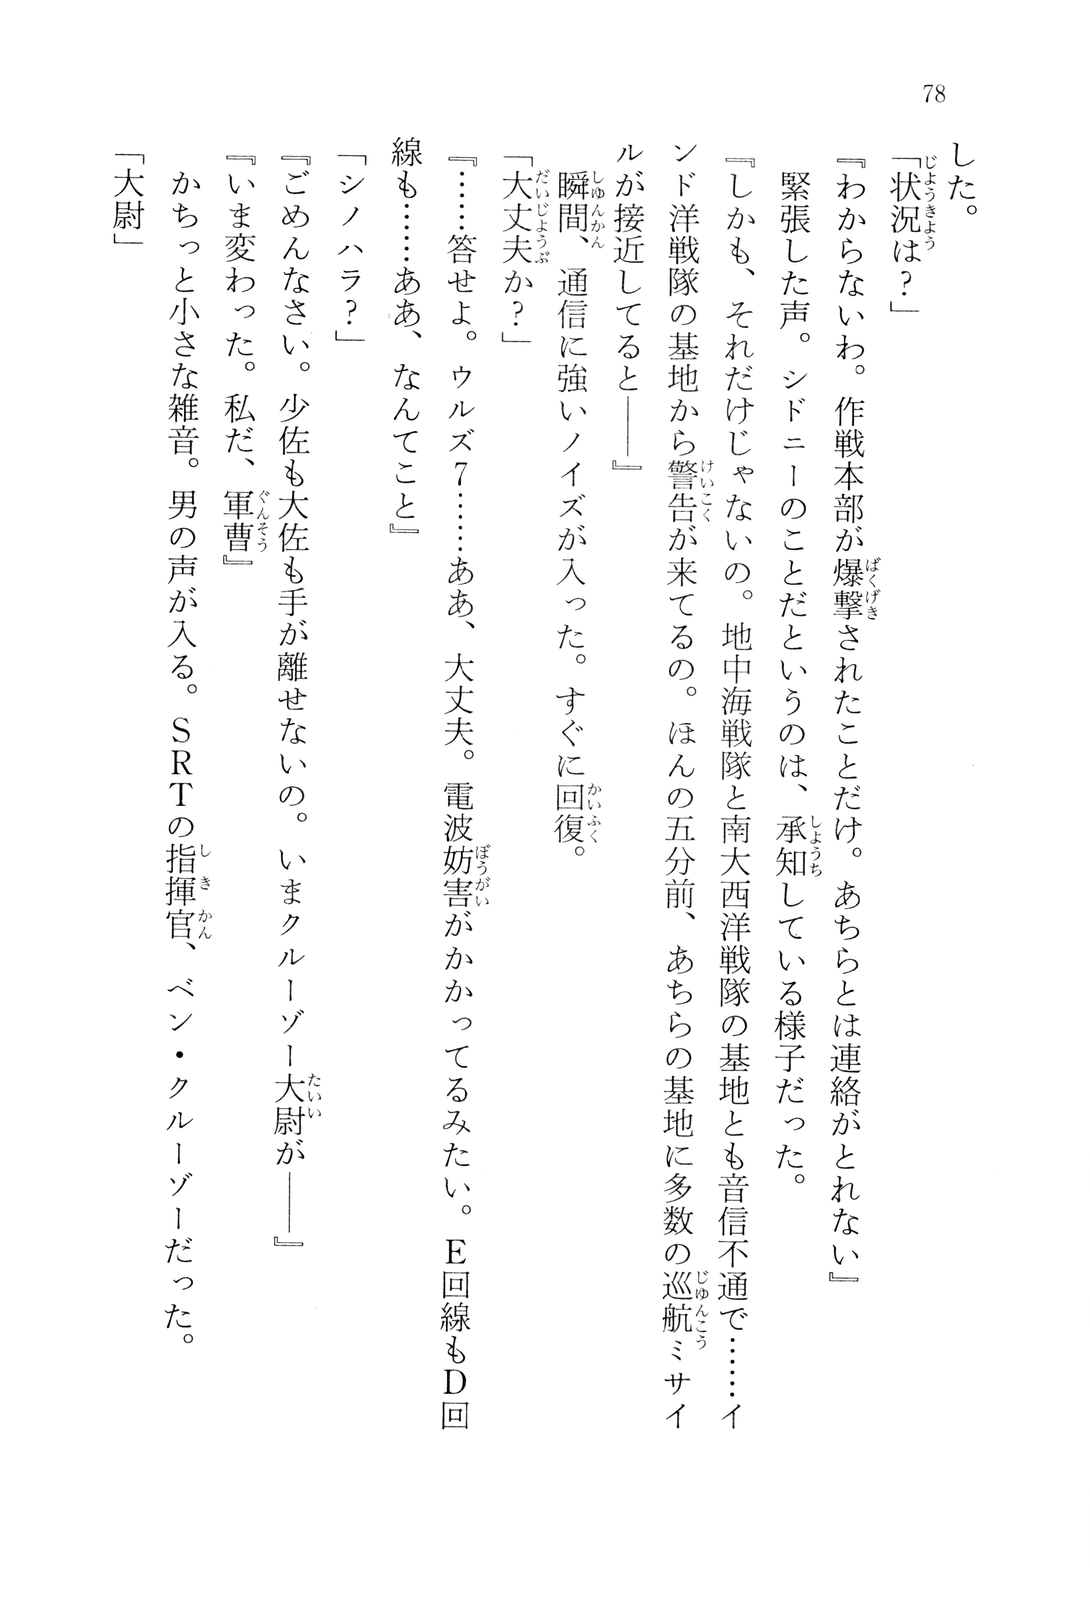 78
した。
「状況は？」
『わからないわ。作戦本部が爆撃されたことだけ。あちらとは連絡がとれない』
緊張した声。シドニーのことだというのは、承知している様子だった。
『しかも、それだけじゃないの。地中海戦隊と南大西洋戦隊の基地とも音信不通で……イ
ンド洋戦隊の基地から警告が来てるの。ほんの五分前、あちらの基地に多数の巡航ミサイ
ルが接近してると――』
瞬間、通信に強いノイズが入った。すぐに回復。
「大丈夫か？」
『……答せよ。ウルズ７……ああ、大丈夫。電波妨害がかかってるみたい。Ｅ回線もＤ回
線も……ああ、なんてこと』
「シノハラ？」
『ごめんなさい。少佐も大佐も手が離せないの。いまクルーゾー大尉が――』
『いま変わった。私だ、軍曹』
かちっと小さな雑音。男の声が入る。ＳＲＴの指揮官、ベン・クルーゾーだった。
「大尉」